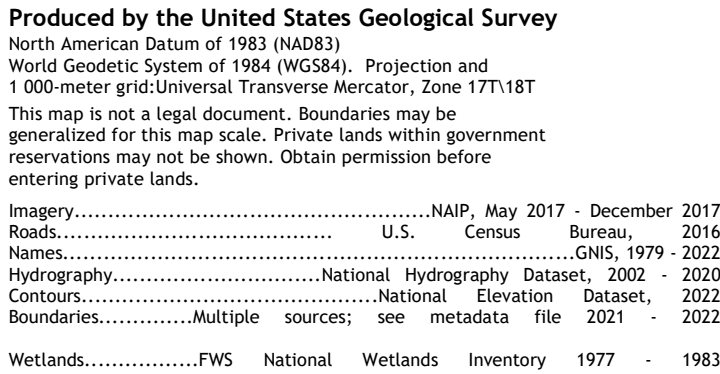 Produced by the United States Geological Survey
North American Datum of 1983 (NAD83)
World Geodetic System of 1984 (WGS84). Projection and
1 000-meter grid:Universal Transverse Mercator, Zone 17T\18T
This map is not a legal document. Boundaries may be
generalized for this map scale. Private lands within government
reservations may not be shown. Obtain permission before
entering private lands.
Imagery.....................................................NAIP, May 2017 - December 2017
Roads......................................... U.S. Census Bureau, 2016
Names............................................................................GNIS, 1979 - 2022
Hydrography...............................National Hydrography Dataset, 2002 - 2020
Contours............................................National Elevation Dataset, 2022
Boundaries..............Multiple sources; see metadata file 2021 - 2022
Wetlands.................FWS National Wetlands Inventory 1977 - 1983